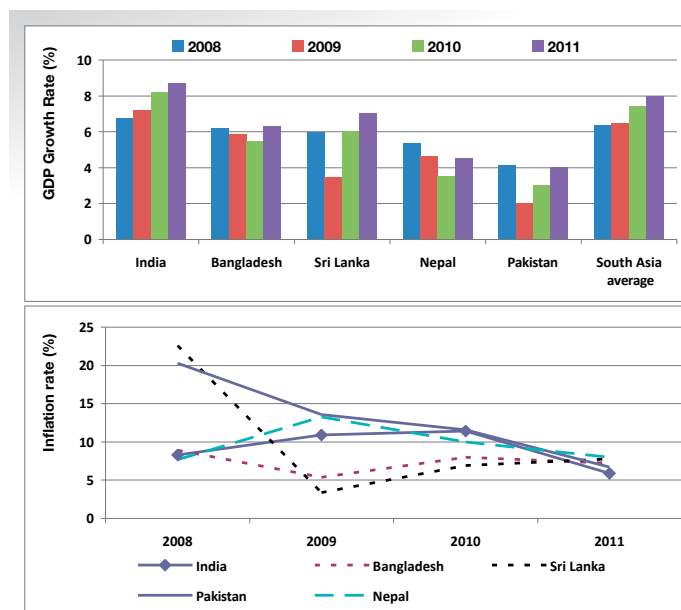 GDP Growth Rate (%)
2008 2009 2010 2011
10
8
6
4
2
0
India Bangladesh Sri Lanka Nepal Pakistan South Asia
average
Inflation rate (%)
25
20
15
10
5
0
2008 2009 2010 2011
India Bangladesh Sri Lanka
Pakistan Nepal